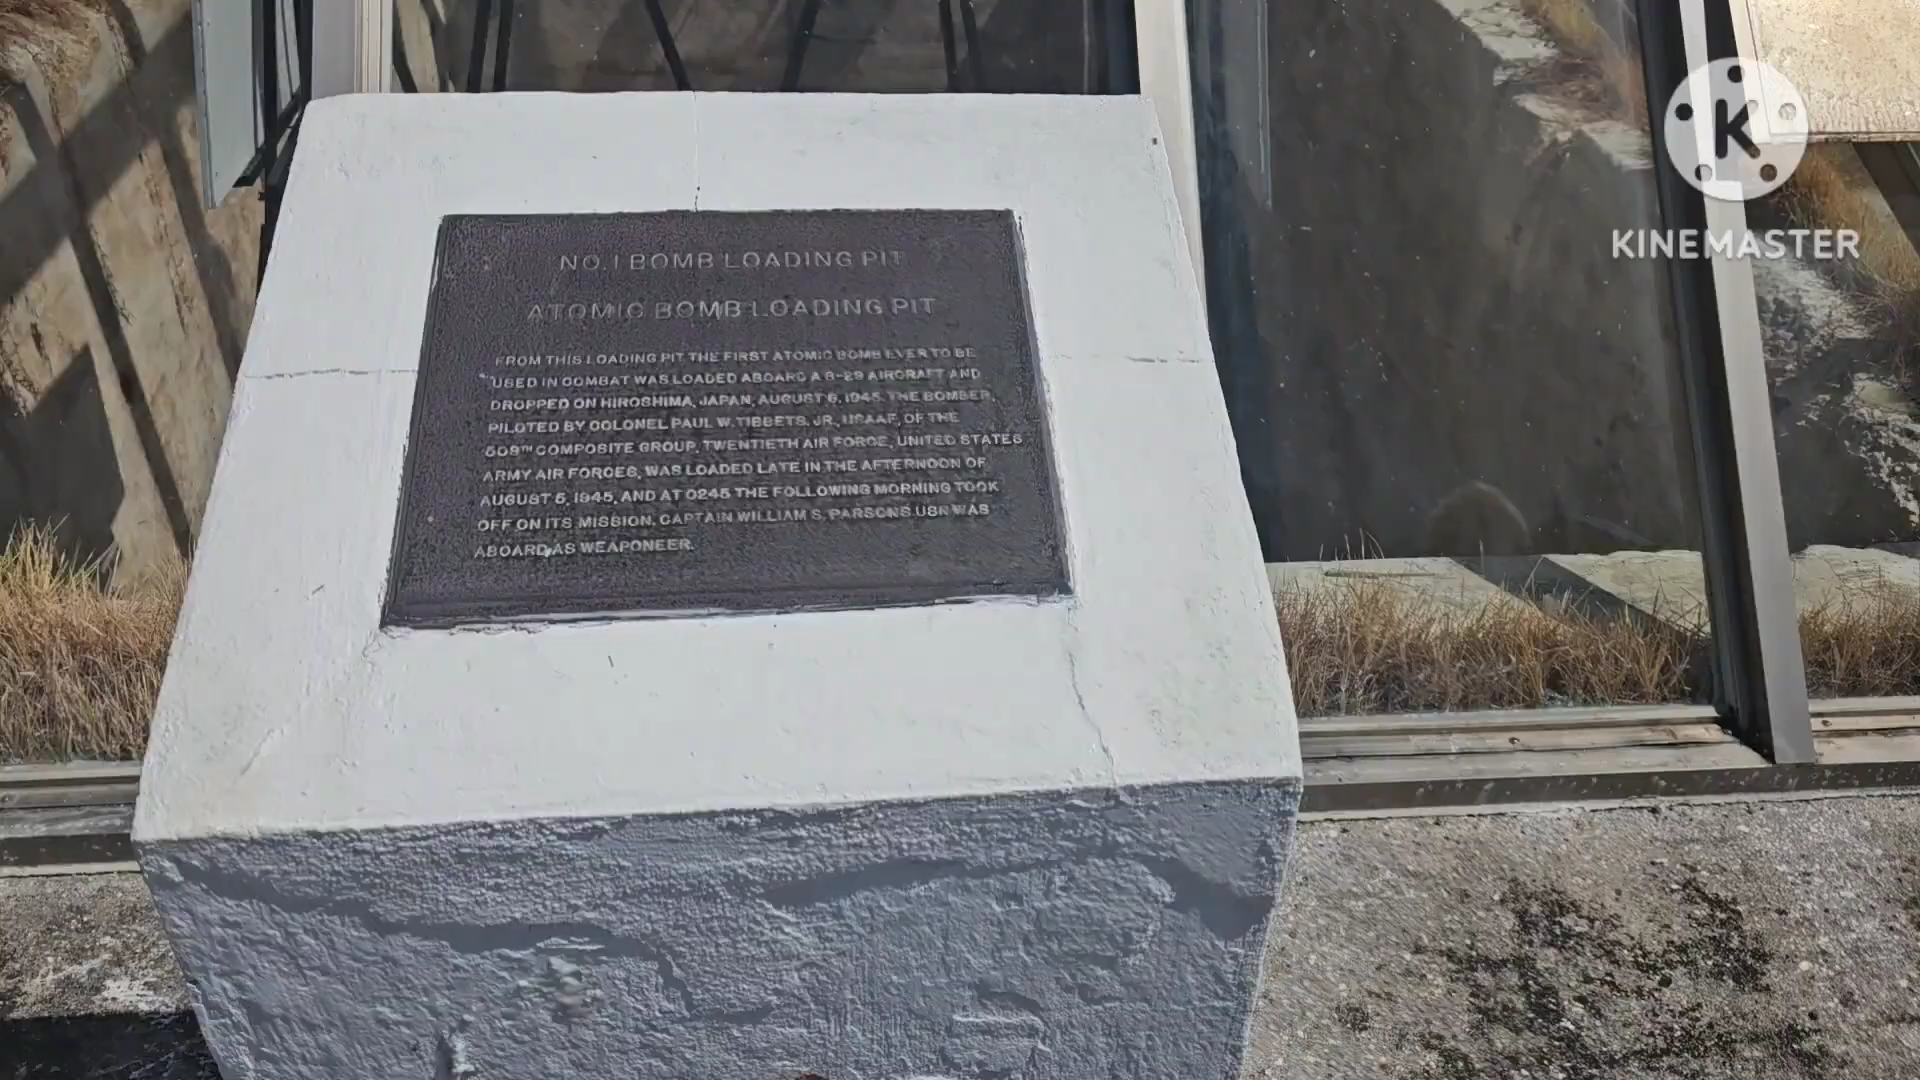 NO. 1 BOMB LOADING PIT
ATOMIC BOMB LOADING PIT
FROM THIS LOADING PIT THE FIRST ATOMIC BOMB EVER TO BE
USED IN COMBAT WAS LOADED ABOARD A B-29 AIRCRAFT AND
DROPPED ON HIROSHIMA, JAPAN, AUGUST 6, 1945. THE BOMBER,
PILOTED BY COLONEL PAUL W. TIBBETS, JR., USAAF, OF THE
509TH COMPOSITE GROUP, TWENTIETH AIR FORCE, UNITED STATES
ARMY AIR FORCES, WAS LOADED LATE IN THE AFTERNOON OF
AUGUST 5, 1945, AND AT 0245 THE FOLLOWING MORNING TOOK
OFF ON ITS MISSION. CAPTAIN WILLIAM S. PARSONS USN WAS
ABOARD AS WEAPONEER.
K
KINEMASTER